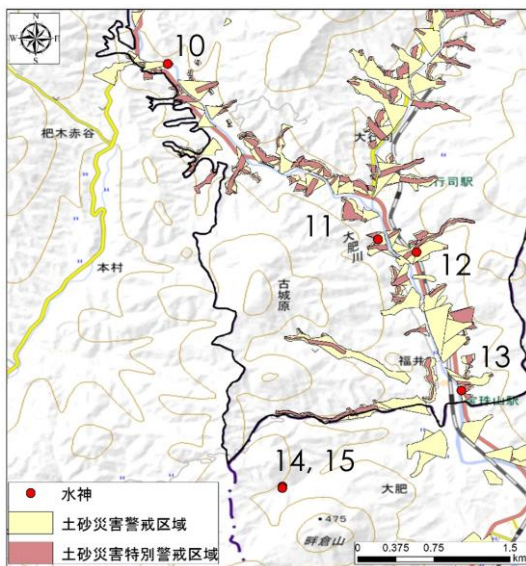 N
W E
S
10
杷木赤谷
大行司駅
11
大肥川
12
本村
古城原
福井
13
宝珠山駅
14, 15
大肥
・475
畔倉山
水神
土砂災害警戒区域
土砂災害特別警戒区域
0 0.375 0.75 1.5
km